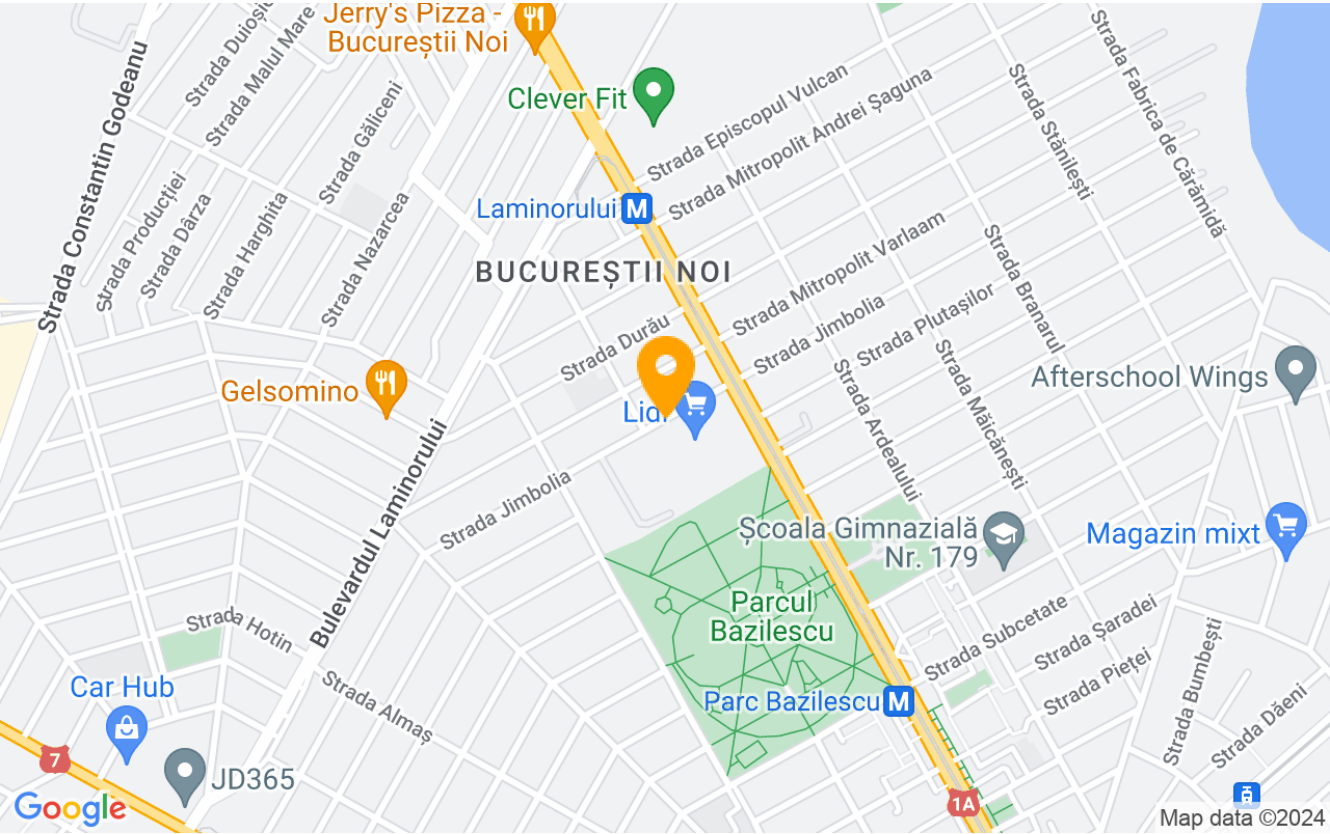 Jerry's Pizza -
Bucureștii Noi
Strada Malul Mare
Strada Constantin Godeanu
Strada Găliceni
Clever Fit
Strada Episcopul Vulcan
Strada Mitropolit Andrei Șaguna
Strada Stănilești
Strada Fabrica de Cărămidă
Strada Producției
Strada Dârza
Strada Harghita
Strada Nazarcea
Laminorului
M
BUCUREȘTII NOI
Strada Mitropolit Varlaam
Strada Branarul
Strada Durău
Strada Jimbolia
Strada Plutașilor
Gelsomino
Lidl
Strada Ardealului
Strada Măicănești
Afterschool Wings
Bulevardul Laminorului
Strada Jimbolia
Școala Gimnazială
Nr. 179
Magazin mixt
Parcul
Bazilescu
Strada Hotin
Strada Subcetate
Strada Șaradei
Strada Pieței
Strada Bumbești
Strada Dăeni
Car Hub
Strada Almaș
Parc Bazilescu
M
7
JD365
1A
Google
Map data ©2024